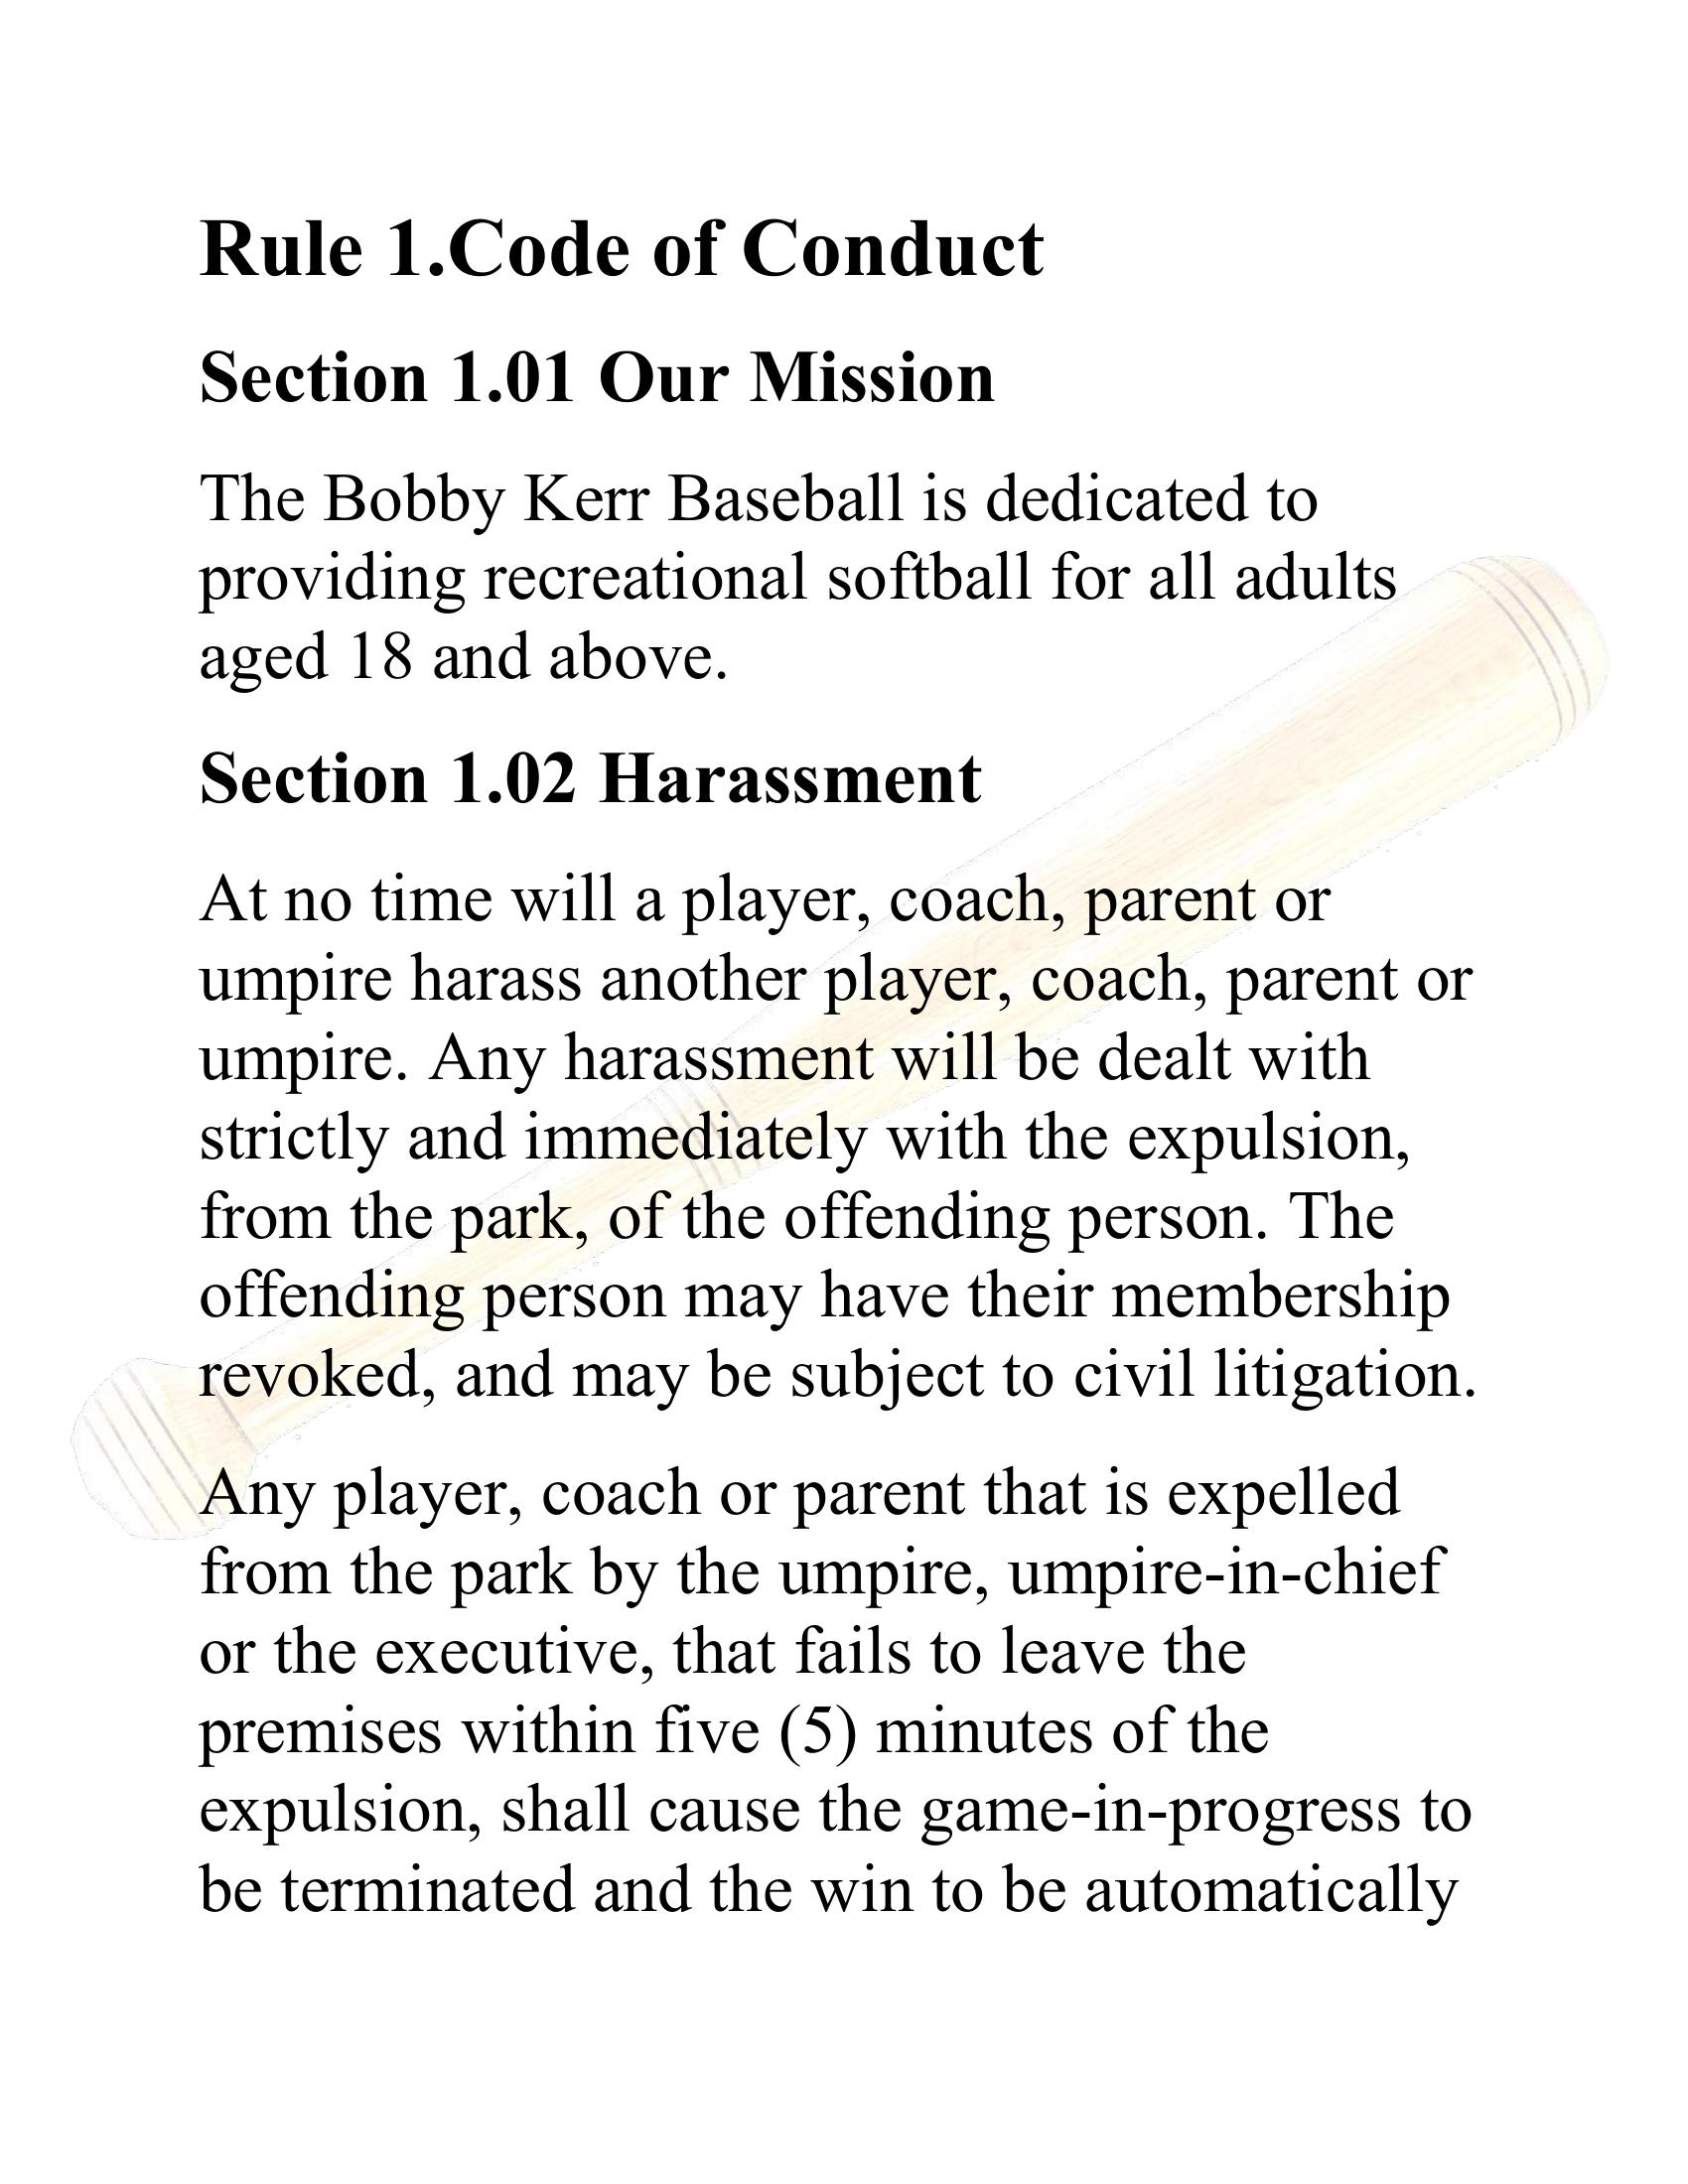 Rule 1.Code of Conduct
Section 1.01 Our Mission
The Bobby Kerr Baseball is dedicated to
providing recreational softball for all adults
aged 18 and above.
Section 1.02 Harassment
At no time will a player, coach, parent or
umpire harass another player, coach, parent or
umpire. Any harassment will be dealt with
strictly and immediately with the expulsion,
from the park, of the offending person. The
offending person may have their membership
revoked, and may be subject to civil litigation.
Any player, coach or parent that is expelled
from the park by the umpire, umpire-in-chief
or the executive, that fails to leave the
premises within five (5) minutes of the
expulsion, shall cause the game-in-progress to
be terminated and the win to be automatically